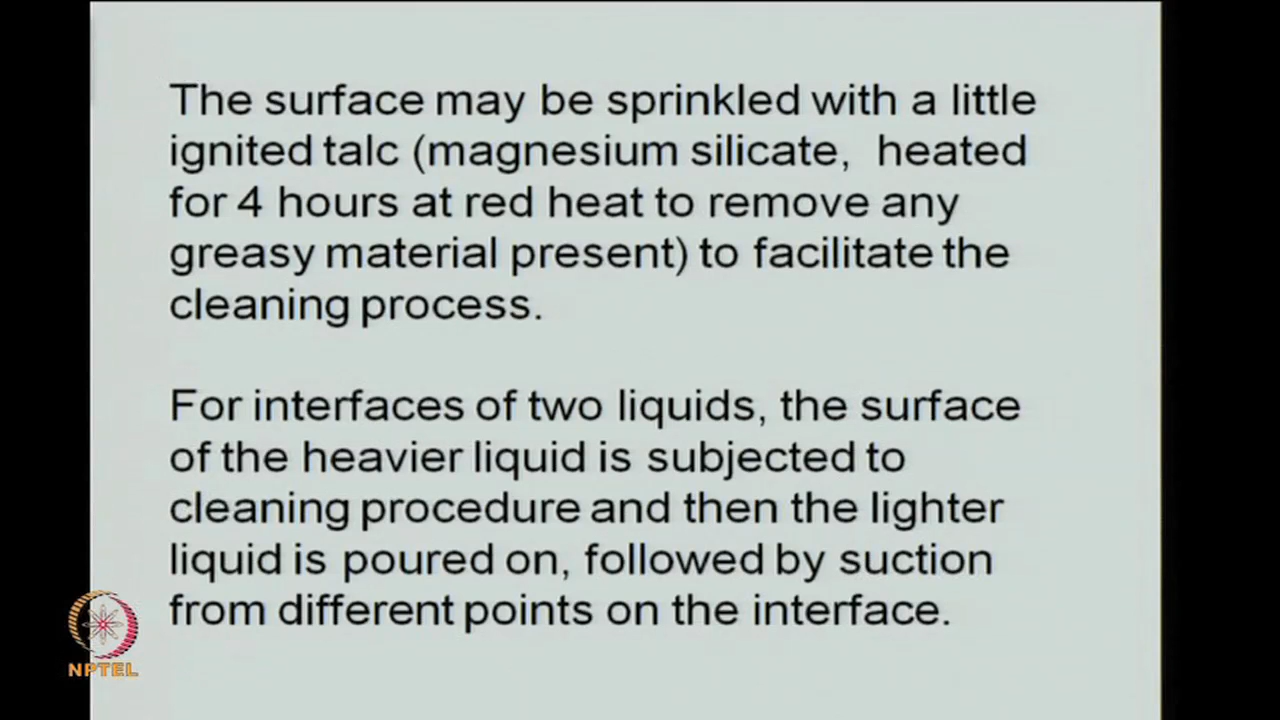 The surface may be sprinkled with a little
ignited talc (magnesium silicate, heated
for 4 hours at red heat to remove any
greasy material present) to facilitate the
cleaning process.
For interfaces of two liquids, the surface
of the heavier liquid is subjected to
cleaning procedure and then the lighter
liquid is poured on, followed by suction
from different points on the interface.
NPTEL